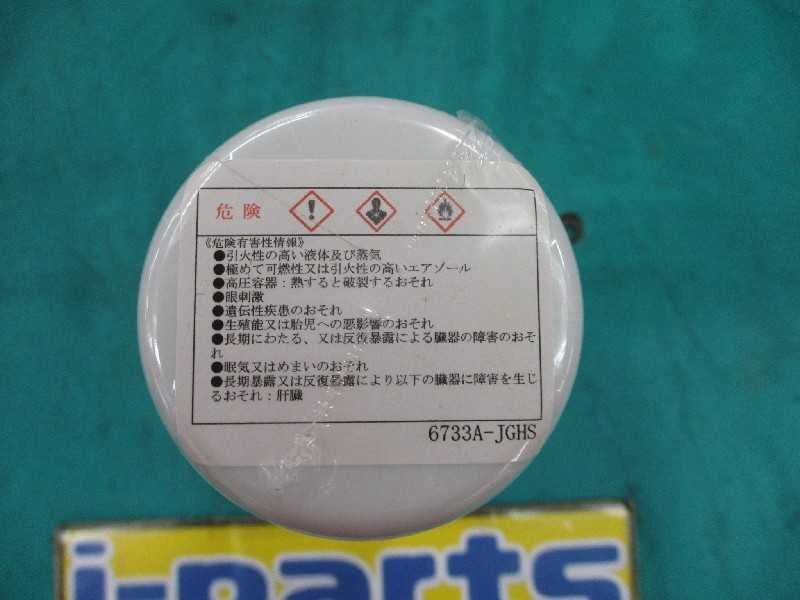 危険
《危険有害性情報》
●引火性の高い液体及び蒸気
●極めて可燃性又は引火性の高いエアゾール
●高圧容器：熱すると破裂するおそれ
●眼刺激
●遺伝性疾患のおそれ
●生殖能又は胎児への悪影響のおそれ
●長期にわたる、又は反復暴露による臓器の障害のおそ
れ
●眠気又はめまいのおそれ
●長期暴露又は反復暴露により以下の臓器に障害を生じ
るおそれ：肝臓
6733A-JGHS
i-parts